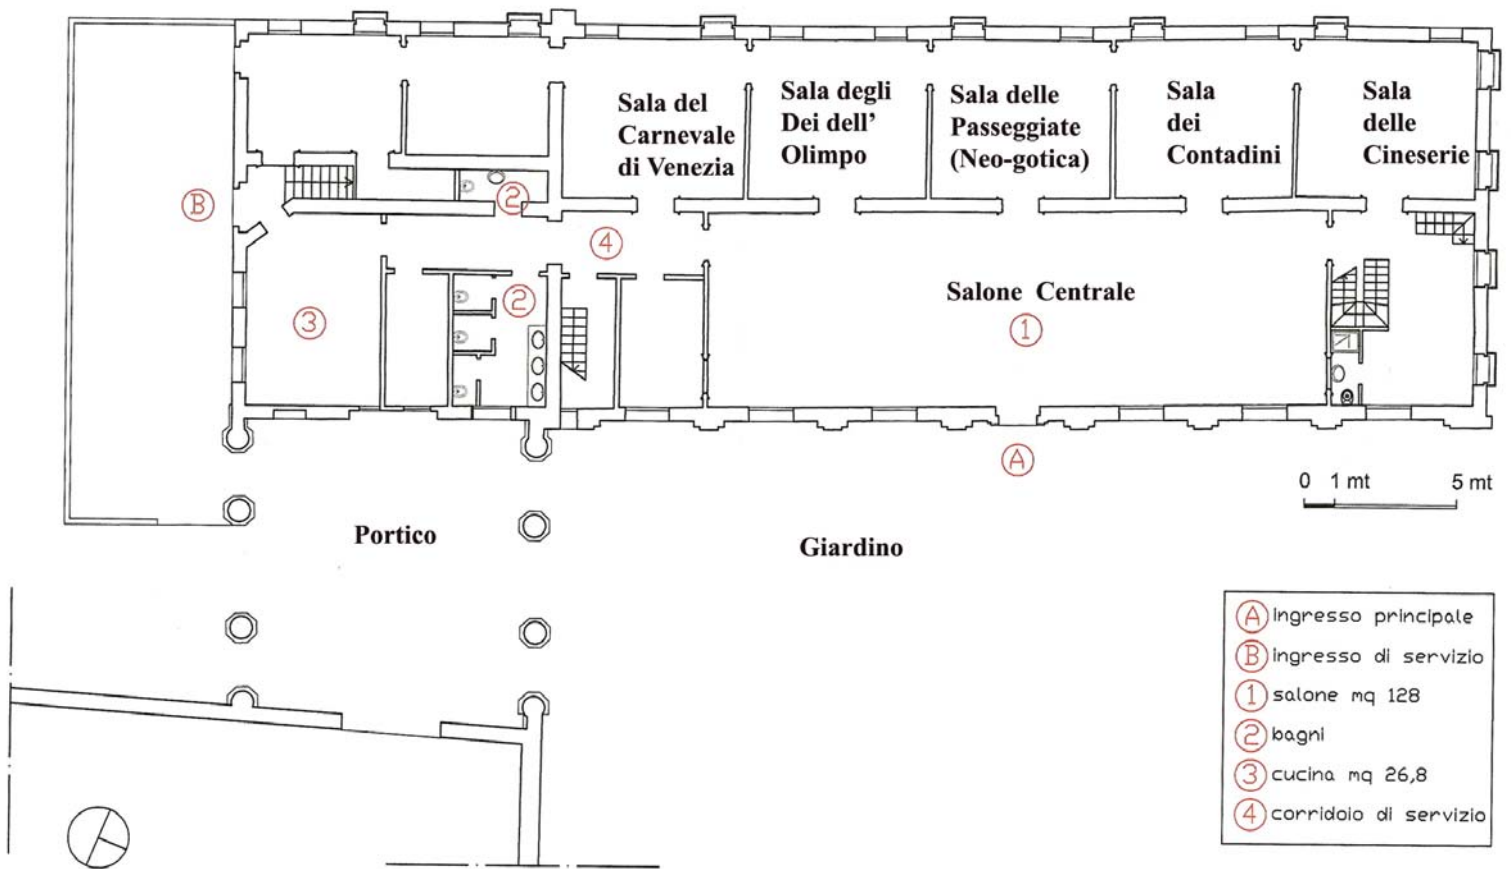 Sala del
Carnevale
di Venezia
Sala degli
Dei dell’
Olimpo
Sala delle
Passeggiate
(Neo-gotica)
Sala
dei
Contadini
Sala
delle
Cineserie
B
2
4
2
3
Salone Centrale
1
A
0 1 mt 5 mt
Portico
Giardino
A ingresso principale
B ingresso di servizio
1 salone mq 128
2 bagni
3 cucina mq 26,8
4 corridoio di servizio